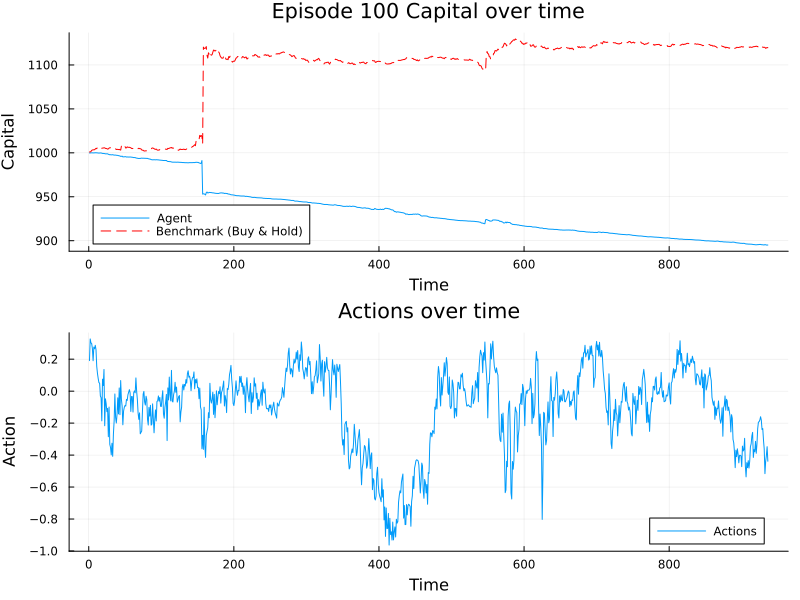 Episode 100 Capital over time
Capital
1100
1050
1000
950
900
Agent
Benchmark (Buy & Hold)
0 200 400 600 800
Time
Actions over time
Action
0.2
0.0
−0.2
−0.4
−0.6
−0.8
−1.0
Actions
0 200 400 600 800
Time